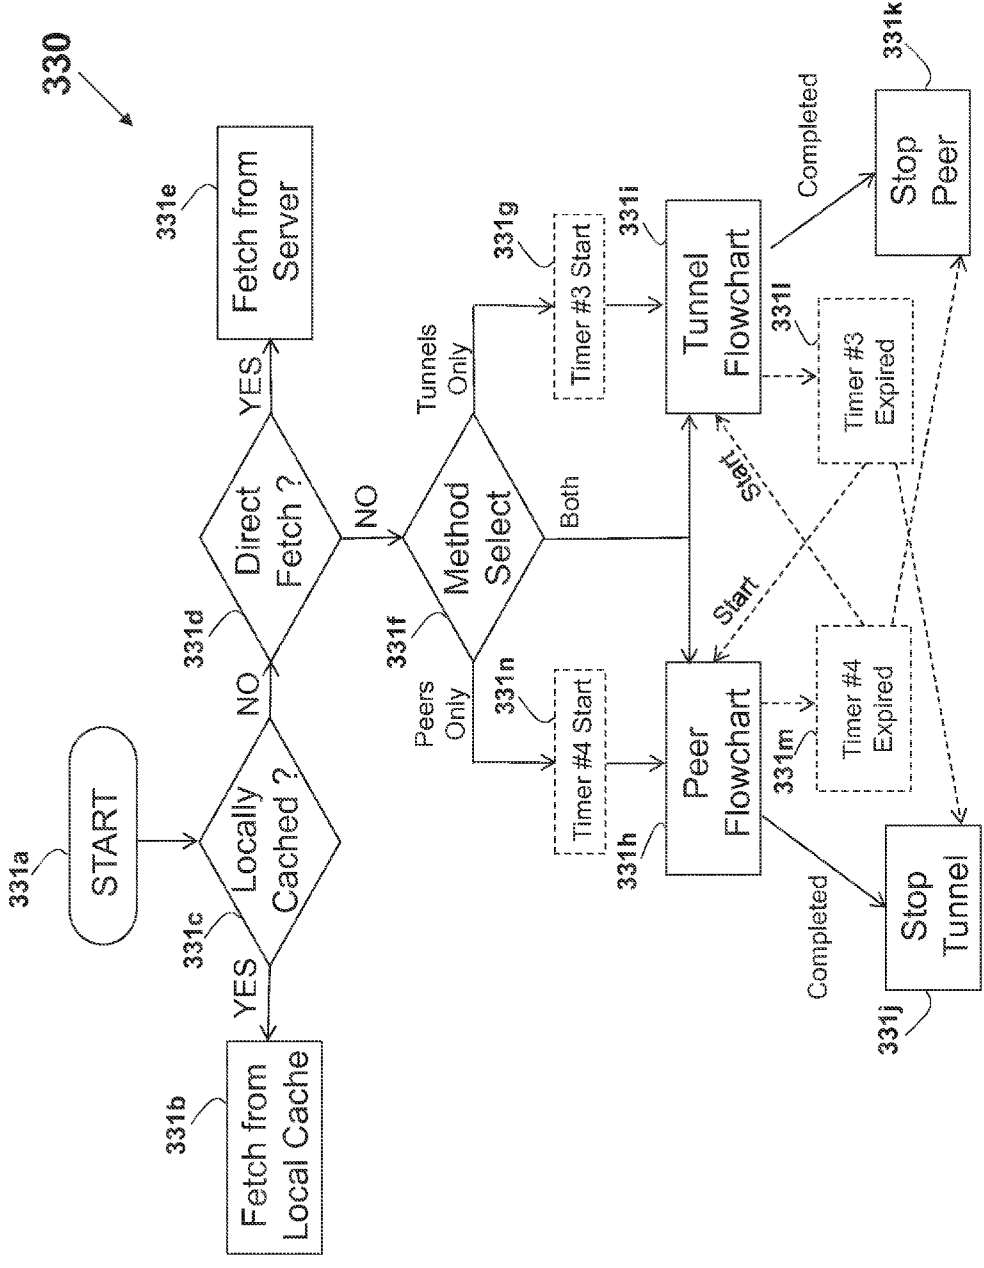 330
331a
START
331c
Locally
Cached ?
YES
331b
Fetch from
Local Cache
NO
331d
Direct
Fetch ?
YES
331e
Fetch from
Server
NO
331f
Method
Select
Peers
Only
Both
Tunnels
Only
331n
Timer #4 Start
331g
Timer #3 Start
331h
Peer
Flowchart
331i
Tunnel
Flowchart
Start
Start
331m
Timer #4
Expired
331l
Timer #3
Expired
Completed
Completed
331j
Stop
Tunnel
331k
Stop
Peer